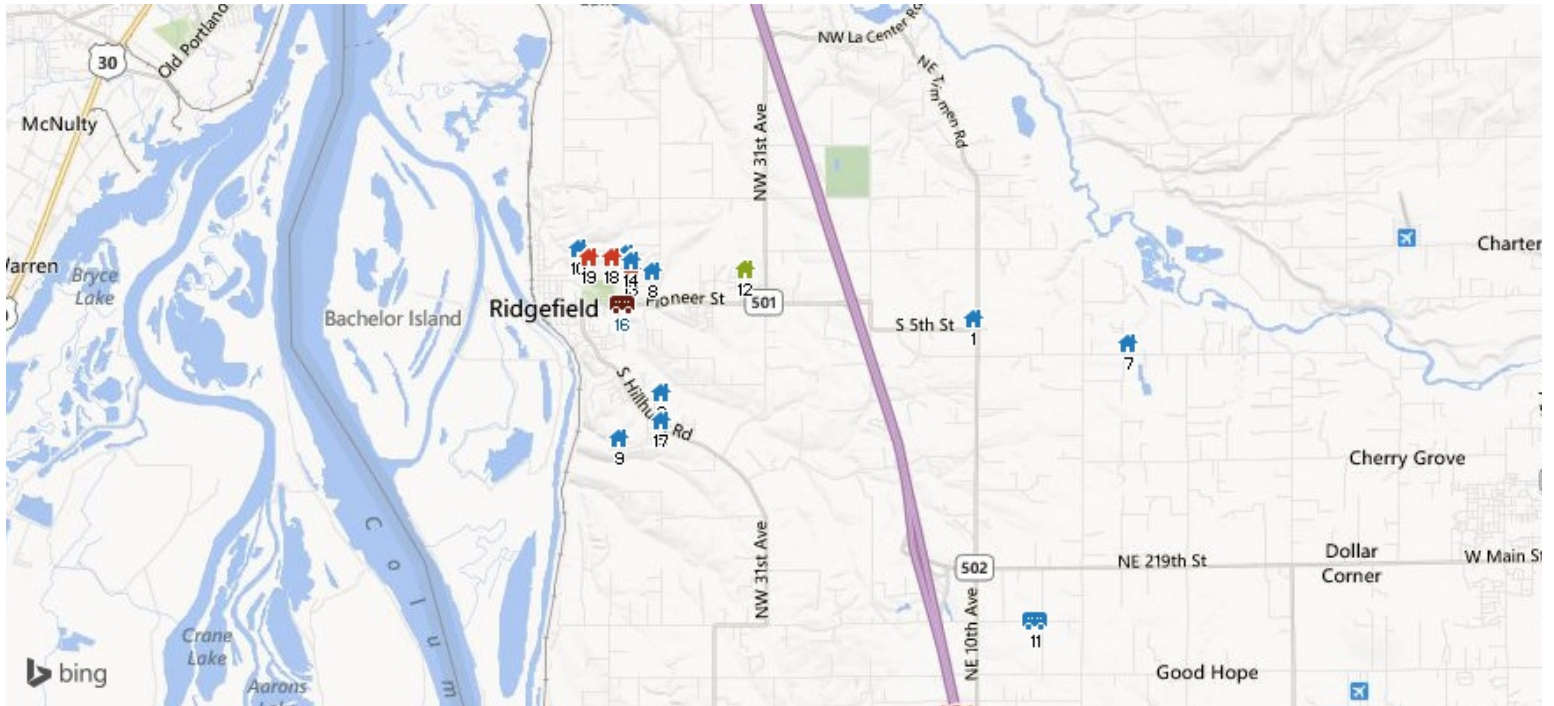 Old Portland
30
McNulty
Warren
Bryce
Lake
Bachelor Island
Ridgefield
Pioneer St
501
NW La Center Rd
NE Timmen Rd
NW 31st Ave
S 5th St
19
18
14
8
12
16
1
7
9
17
S Hillhurst Rd
Charter
Cherry Grove
NW 31st Ave
502
NE 219th St
Dollar
Corner
W Main St
NE 10th Ave
11
Good Hope
Colum
Crane
Lake
Aarons
bing